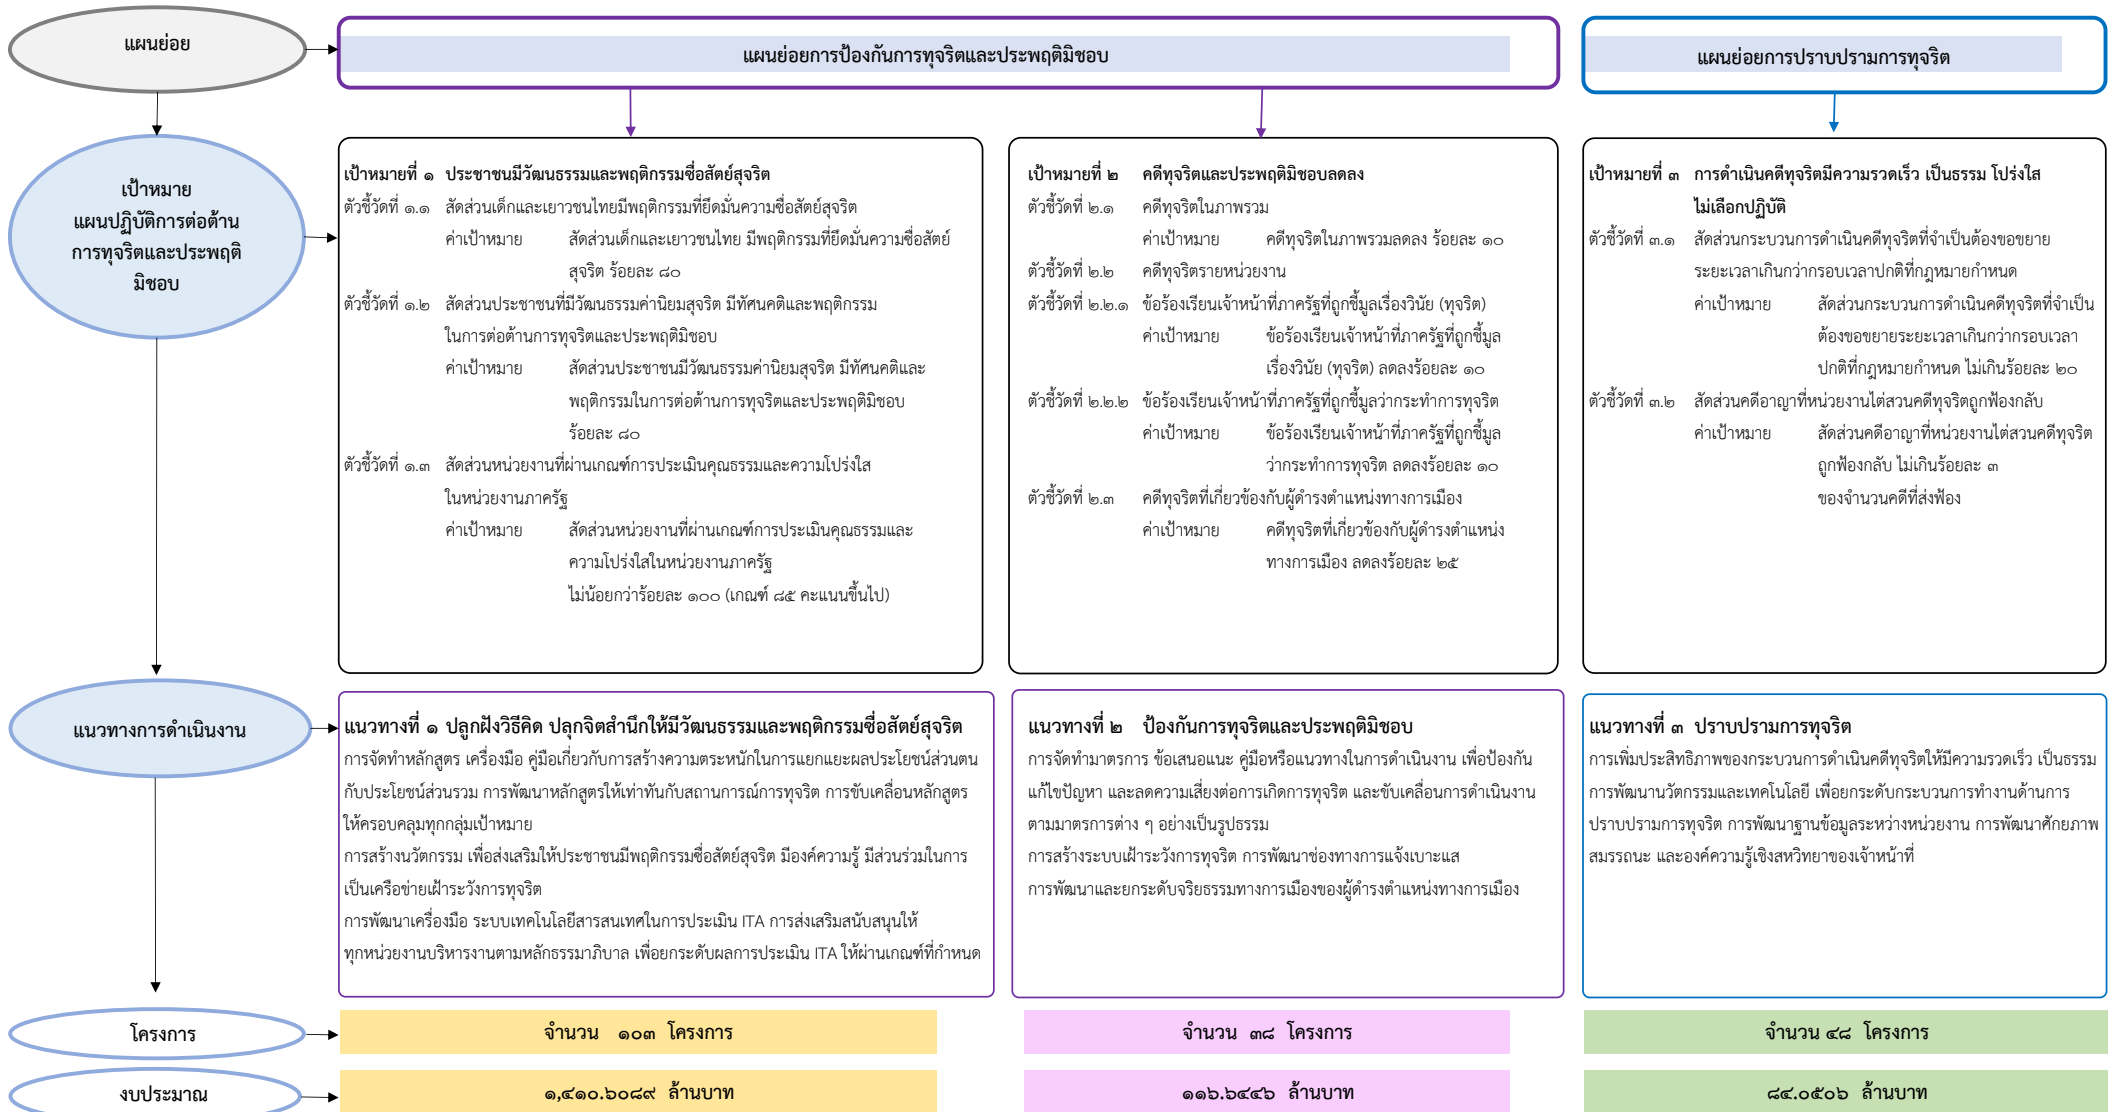 แผนย่อย
แผนย่อยการป้องกันการทุจริตและประพฤติมิชอบ
แผนย่อยการปราบปรามการทุจริต
เป้าหมาย
แผนปฏิบัติการต่อต้าน
การทุจริตและประพฤติ
มิชอบ
เป้าหมายที่ ๑ ประชาชนมีวัฒนธรรมและพฤติกรรมซื่อสัตย์สุจริต
ตัวชี้วัดที่ ๑.๑ สัดส่วนเด็กและเยาวชนไทยมีพฤติกรรมที่ยึดมั่นความซื่อสัตย์สุจริต
ค่าเป้าหมาย สัดส่วนเด็กและเยาวชนไทย มีพฤติกรรมที่ยึดมั่นความซื่อสัตย์
สุจริต ร้อยละ ๘๐
ตัวชี้วัดที่ ๑.๒ สัดส่วนประชาชนที่มีวัฒนธรรมค่านิยมสุจริต มีทัศนคติและพฤติกรรม
ในการต่อต้านการทุจริตและประพฤติมิชอบ
ค่าเป้าหมาย สัดส่วนประชาชนมีวัฒนธรรมค่านิยมสุจริต มีทัศนคติและ
พฤติกรรมในการต่อต้านการทุจริตและประพฤติมิชอบ
ร้อยละ ๘๐
ตัวชี้วัดที่ ๑.๓ สัดส่วนหน่วยงานที่ผ่านเกณฑ์การประเมินคุณธรรมและความโปร่งใส
ในหน่วยงานภาครัฐ
ค่าเป้าหมาย สัดส่วนหน่วยงานที่ผ่านเกณฑ์การประเมินคุณธรรมและ
ความโปร่งใสในหน่วยงานภาครัฐ
ไม่น้อยกว่าร้อยละ ๑๐๐ (เกณฑ์ ๘๕ คะแนนขึ้นไป)
เป้าหมายที่ ๒ คดีทุจริตและประพฤติมิชอบลดลง
ตัวชี้วัดที่ ๒.๑ คดีทุจริตในภาพรวม
ค่าเป้าหมาย คดีทุจริตในภาพรวมลดลง ร้อยละ ๑๐
ตัวชี้วัดที่ ๒.๒ คดีทุจริตรายหน่วยงาน
ตัวชี้วัดที่ ๒.๒.๑ ข้อร้องเรียนเจ้าหน้าที่ภาครัฐที่ถูกชี้มูลเรื่องวินัย (ทุจริต)
ค่าเป้าหมาย ข้อร้องเรียนเจ้าหน้าที่ภาครัฐที่ถูกชี้มูล
เรื่องวินัย (ทุจริต) ลดลงร้อยละ ๑๐
ตัวชี้วัดที่ ๒.๒.๒ ข้อร้องเรียนเจ้าหน้าที่ภาครัฐที่ถูกชี้มูลว่ากระทำการทุจริต
ค่าเป้าหมาย ข้อร้องเรียนเจ้าหน้าที่ภาครัฐที่ถูกชี้มูล
ว่ากระทำการทุจริต ลดลงร้อยละ ๑๐
ตัวชี้วัดที่ ๒.๓ คดีทุจริตที่เกี่ยวข้องกับผู้ดำรงตำแหน่งทางการเมือง
ค่าเป้าหมาย คดีทุจริตที่เกี่ยวข้องกับผู้ดำรงตำแหน่ง
ทางการเมือง ลดลงร้อยละ ๒๕
เป้าหมายที่ ๓ การดำเนินคดีทุจริตมีความรวดเร็ว เป็นธรรม โปร่งใส
ไม่เลือกปฏิบัติ
ตัวชี้วัดที่ ๓.๑ สัดส่วนกระบวนการดำเนินคดีทุจริตที่จำเป็นต้องขอขยาย
ระยะเวลาเกินกว่ากรอบเวลาปกติที่กฎหมายกำหนด
ค่าเป้าหมาย สัดส่วนกระบวนการดำเนินคดีทุจริตที่จำเป็น
ต้องขอขยายระยะเวลาเกินกว่ากรอบเวลา
ปกติที่กฎหมายกำหนด ไม่เกินร้อยละ ๒๐
ตัวชี้วัดที่ ๓.๒ สัดส่วนคดีอาญาที่หน่วยงานไต่สวนคดีทุจริตถูกฟ้องกลับ
ค่าเป้าหมาย สัดส่วนคดีอาญาที่หน่วยงานไต่สวนคดีทุจริต
ถูกฟ้องกลับ ไม่เกินร้อยละ ๓
ของจำนวนคดีที่ส่งฟ้อง
แนวทางการดำเนินงาน
แนวทางที่ ๑ ปลูกฝังวิธีคิด ปลุกจิตสำนึกให้มีวัฒนธรรมและพฤติกรรมซื่อสัตย์สุจริต
การจัดทำหลักสูตร เครื่องมือ คู่มือเกี่ยวกับการสร้างความตระหนักในการแยกแยะผลประโยชน์ส่วนตน
กับประโยชน์ส่วนรวม การพัฒนาหลักสูตรให้เท่าทันกับสถานการณ์การทุจริต การขับเคลื่อนหลักสูตร
ให้ครอบคลุมทุกกลุ่มเป้าหมาย
การสร้างนวัตกรรม เพื่อส่งเสริมให้ประชาชนมีพฤติกรรมซื่อสัตย์สุจริต มีองค์ความรู้ มีส่วนร่วมในการ
เป็นเครือข่ายเฝ้าระวังการทุจริต
การพัฒนาเครื่องมือ ระบบเทคโนโลยีสารสนเทศในการประเมิน ITA การส่งเสริมสนับสนุนให้
ทุกหน่วยงานบริหารงานตามหลักธรรมาภิบาล เพื่อยกระดับผลการประเมิน ITA ให้ผ่านเกณฑ์ที่กำหนด
แนวทางที่ ๒ ป้องกันการทุจริตและประพฤติมิชอบ
การจัดทำมาตรการ ข้อเสนอแนะ คู่มือหรือแนวทางในการดำเนินงาน เพื่อป้องกัน
แก้ไขปัญหา และลดความเสี่ยงต่อการเกิดการทุจริต และขับเคลื่อนการดำเนินงาน
ตามมาตรการต่าง ๆ อย่างเป็นรูปธรรม
การสร้างระบบเฝ้าระวังการทุจริต การพัฒนาช่องทางการแจ้งเบาะแส
การพัฒนาและยกระดับจริยธรรมทางการเมืองของผู้ดำรงตำแหน่งทางการเมือง
แนวทางที่ ๓ ปราบปรามการทุจริต
การเพิ่มประสิทธิภาพของกระบวนการดำเนินคดีทุจริตให้มีความรวดเร็ว เป็นธรรม
การพัฒนานวัตกรรมและเทคโนโลยี เพื่อยกระดับกระบวนการทำงานด้านการ
ปราบปรามการทุจริต การพัฒนาฐานข้อมูลระหว่างหน่วยงาน การพัฒนาศักยภาพ
สมรรถนะ และองค์ความรู้เชิงสหวิทยาของเจ้าหน้าที่
โครงการ
จำนวน ๑๐๓ โครงการ
จำนวน ๓๘ โครงการ
จำนวน ๔๘ โครงการ
งบประมาณ
๑,๔๑๐.๖๐๘๙ ล้านบาท
๑๑๖.๖๔๔๖ ล้านบาท
๘๔.๐๕๐๖ ล้านบาท